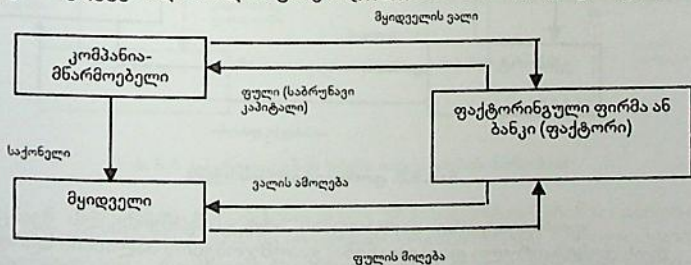 მყიდველის ვალი
კომპანია-
მწარმოებელი
ფული (საბრუნავი
კაპიტალი)
ფაქტორინგული ფირმა ან
ბანკი (ფაქტორი)
საქონელი
მყიდველი
ვალის ამოღება
ფულის მიღება